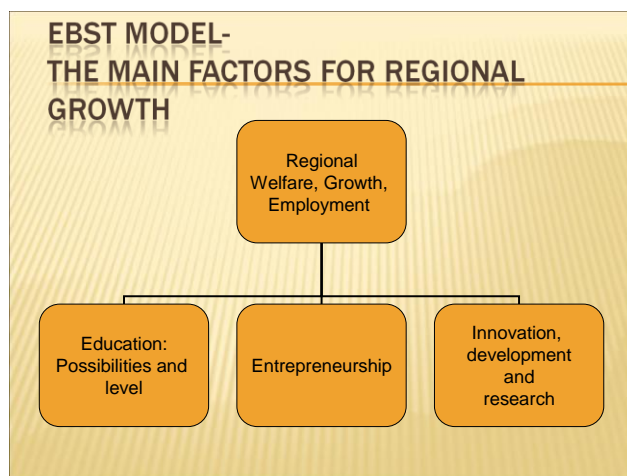 EBST MODEL-
THE MAIN FACTORS FOR REGIONAL
GROWTH
Regional
Welfare, Growth,
Employment
Education:
Possibilities and
level
Entrepreneurship
Innovation,
development
and
research